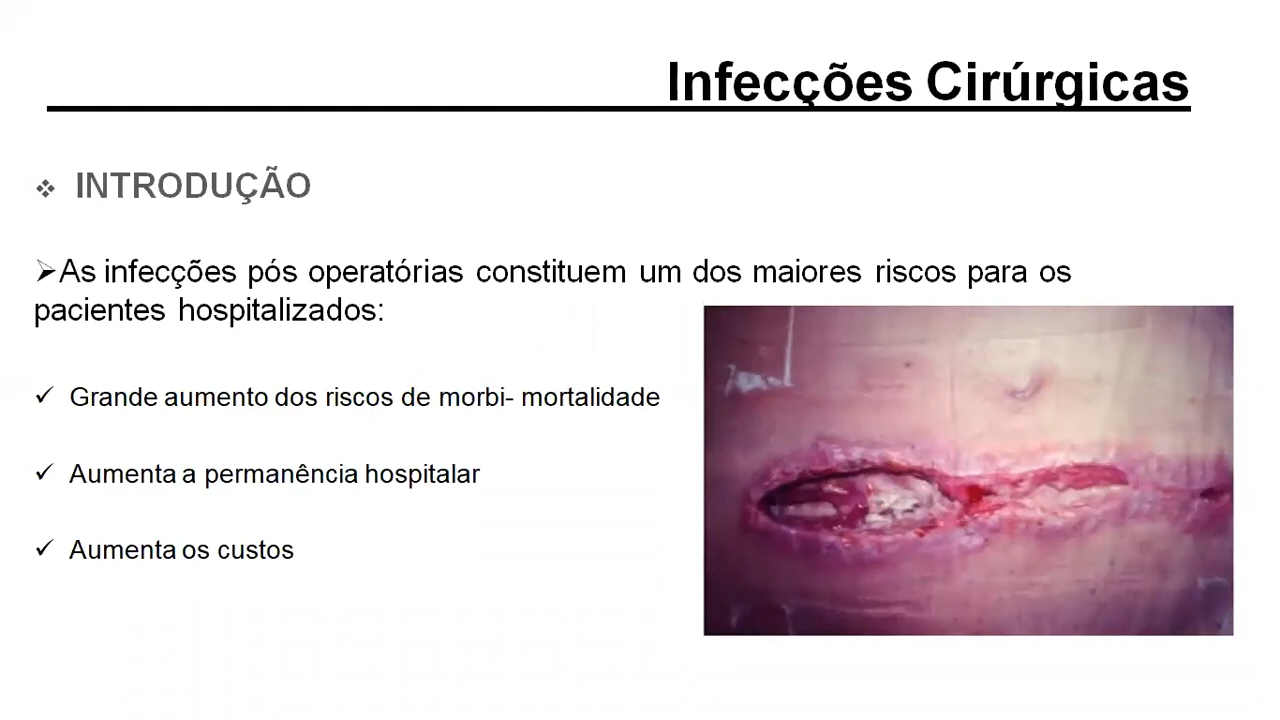 Infecções Cirúrgicas
INTRODUÇÃO
As infecções pós operatórias constituem um dos maiores riscos para os
pacientes hospitalizados:
Grande aumento dos riscos de morbi- mortalidade
Aumenta a permanência hospitalar
Aumenta os custos